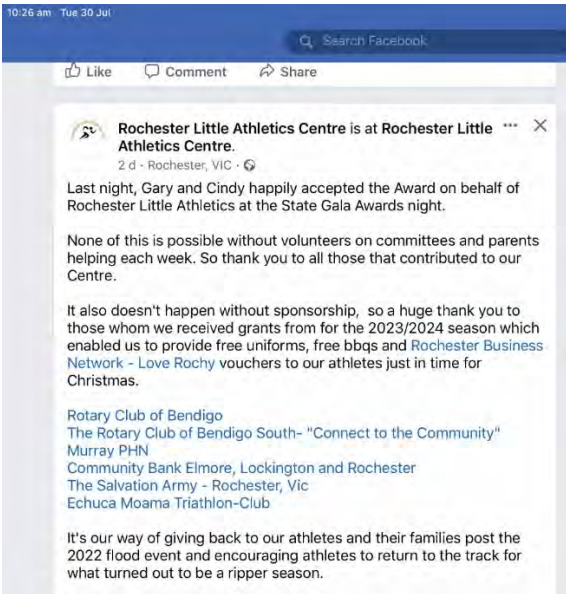 10:26 am Tue 30 Jul
Search Facebook
Like Comment Share
Rochester Little Athletics Centre is at Rochester Little
Athletics Centre.
2 d · Rochester, VIC ·
Last night, Gary and Cindy happily accepted the Award on behalf of
Rochester Little Athletics at the State Gala Awards night.
None of this is possible without volunteers on committees and parents
helping each week. So thank you to all those that contributed to our
Centre.
It also doesn't happen without sponsorship, so a huge thank you to
those whom we received grants from for the 2023/2024 season which
enabled us to provide free uniforms, free bbqs and Rochester Business
Network - Love Rochy vouchers to our athletes just in time for
Christmas.
Rotary Club of Bendigo
The Rotary Club of Bendigo South- "Connect to the Community"
Murray PHN
Community Bank Elmore, Lockington and Rochester
The Salvation Army - Rochester, Vic
Echuca Moama Triathlon-Club
It's our way of giving back to our athletes and their families post the
2022 flood event and encouraging athletes to return to the track for
what turned out to be a ripper season.